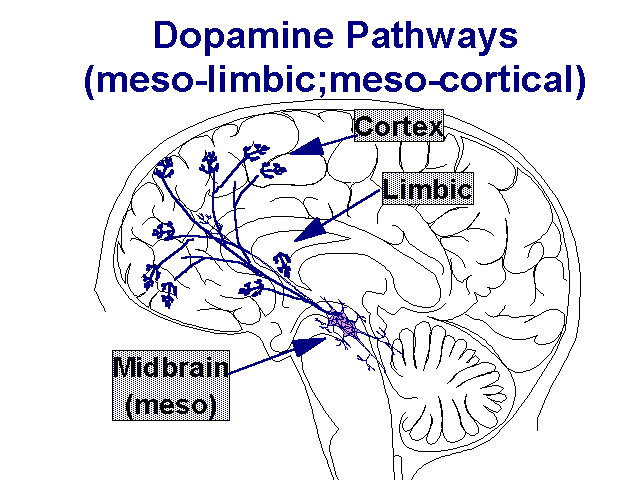 Dopamine Pathways
(meso-limbic;meso-cortical)
Cortex
Limbic
Midbrain
(meso)